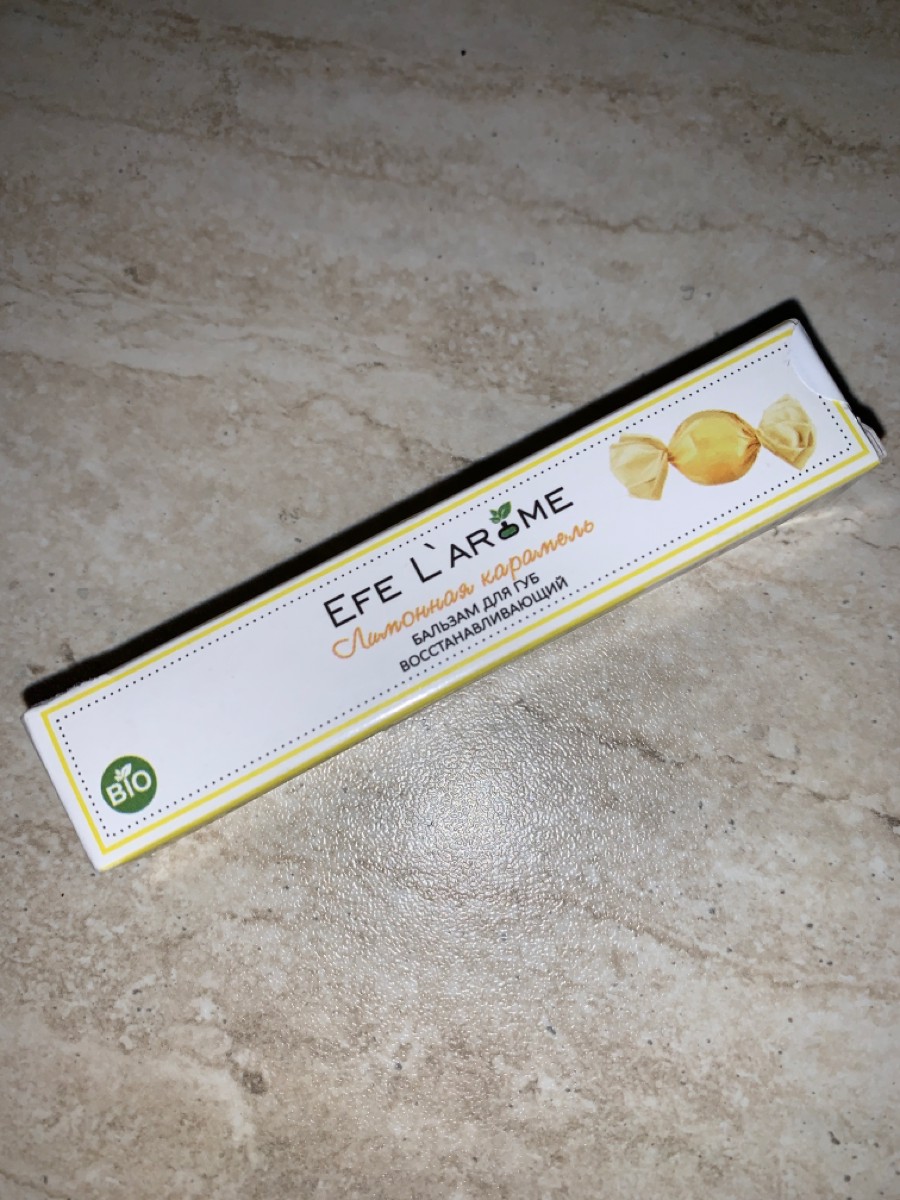 EFE L`AROME
Лимонная карамель
БАЛЬЗАМ ДЛЯ ГУБ
ВОССТАНАВЛИВАЮЩИЙ
BIO